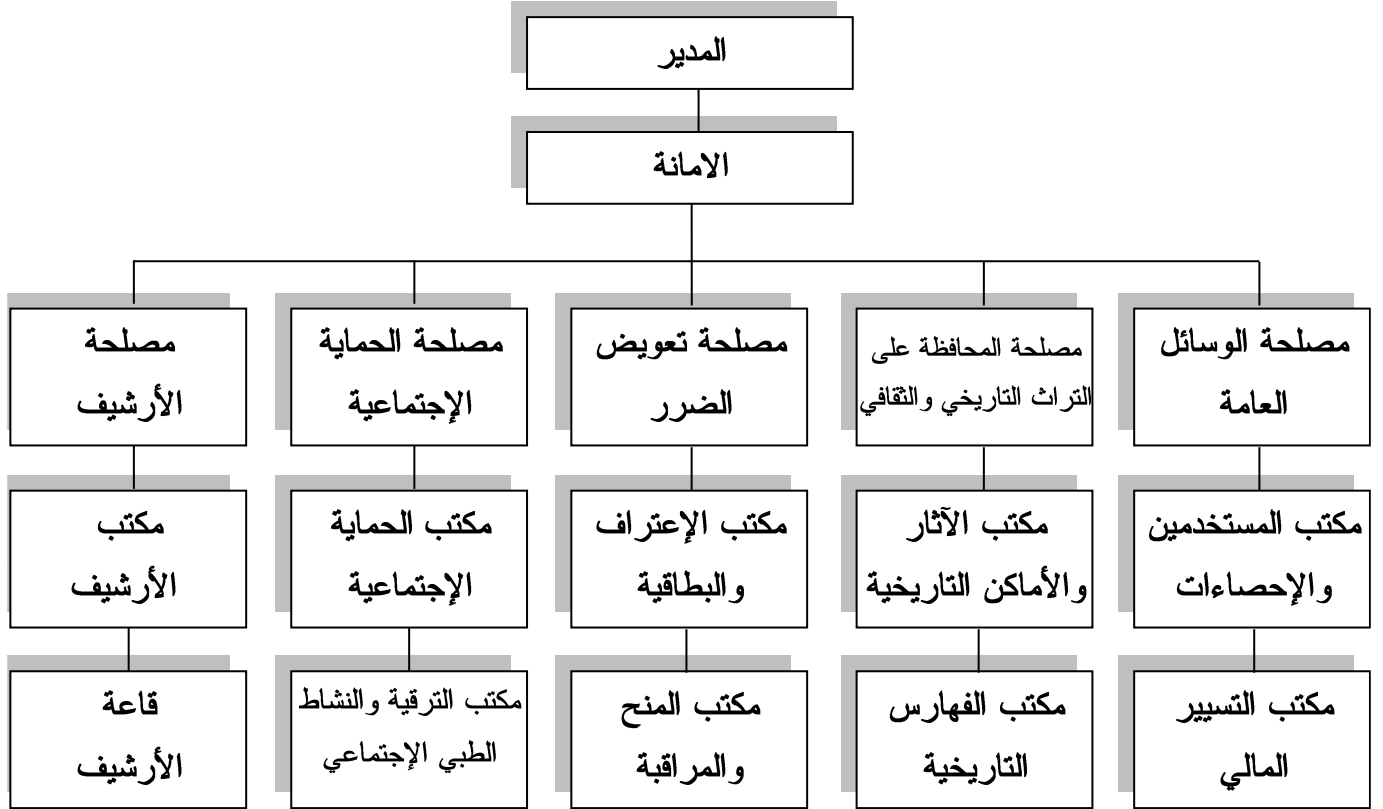 المدير
الامانة
مصلحة الوسائل
العامة
مصلحة المحافظة على
التراث التاريخي والثقافي
مصلحة تعويض
الضرر
مصلحة الحماية
الإجتماعية
مصلحة
الأرشيف
مكتب المستخدمين
والإحصاءات
مكتب الآثار
والأماكن التاريخية
مكتب الإعتراف
والبطاقية
مكتب الحماية
الإجتماعية
مكتب
الأرشيف
مكتب التسيير
المالي
مكتب الفهارس
التاريخية
مكتب المنح
والمراقبة
مكتب الترقية والنشاط
الطبي الإجتماعي
قاعة
الأرشيف